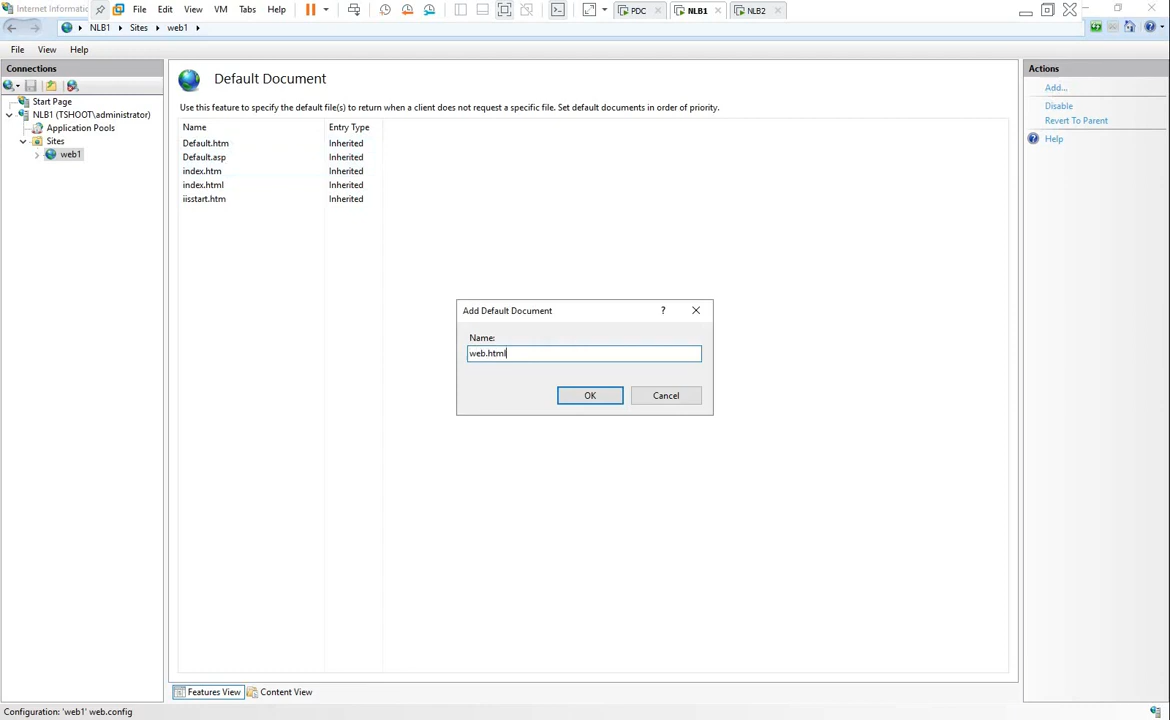 Internet Informatic File Edit View VM Tabs Help PDC NLB1 NLB2
NLB1 Sites web1
File View Help
Connections
Start Page
NLB1 (TSHOOT\administrator)
Application Pools
Sites
web1
Default Document
Use this feature to specify the default file(s) to return when a client does not request a specific file. Set default documents in order of priority.
Name Entry Type
Default.htm Inherited
Default.asp Inherited
index.htm Inherited
index.html Inherited
iisstart.htm Inherited
Add Default Document ?
Name:
web.html
OK Cancel
Actions
Add...
Disable
Revert To Parent
Help
Features View Content View
Configuration: 'web1' web.config